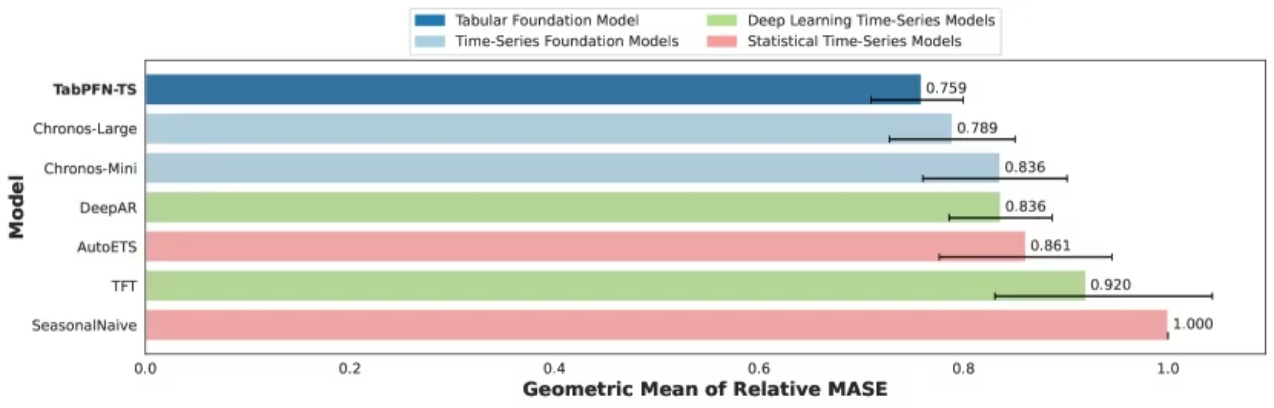 Tabular Foundation Model
Time-Series Foundation Models
Deep Learning Time-Series Models
Statistical Time-Series Models
Model
TabPFN-TS
0.759
Chronos-Large
0.789
Chronos-Mini
0.836
DeepAR
0.836
AutoETS
0.861
TFT
0.920
SeasonalNaive
1.000
0.0 0.2 0.4 0.6 0.8 1.0
Geometric Mean of Relative MASE